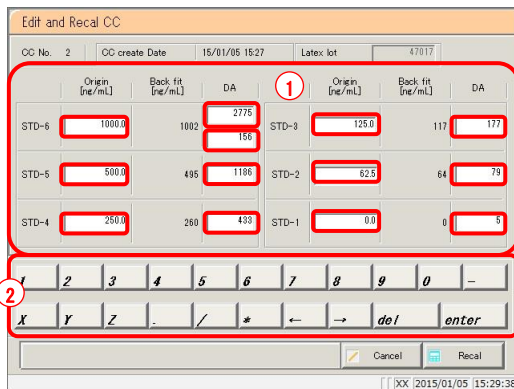 Edit and Recal CC
CC No. 2 CC create Date 15/01/05 15:27 Latex lot 47017
Origin [ng/mL] Back fit [ng/mL] DA 1 Origin [ng/mL] Back fit [ng/mL] DA
STD-6 1000.0 1002 2775 156 STD-3 125.0 117 177
STD-5 500.0 495 1186 STD-2 62.5 64 79
STD-4 250.0 260 433 STD-1 0.0 0 5
2
1 2 3 4 5 6 7 8 9 0 -
X Y Z . / * ← → del enter
Cancel Recal
XX 2015/01/05 15:29:38